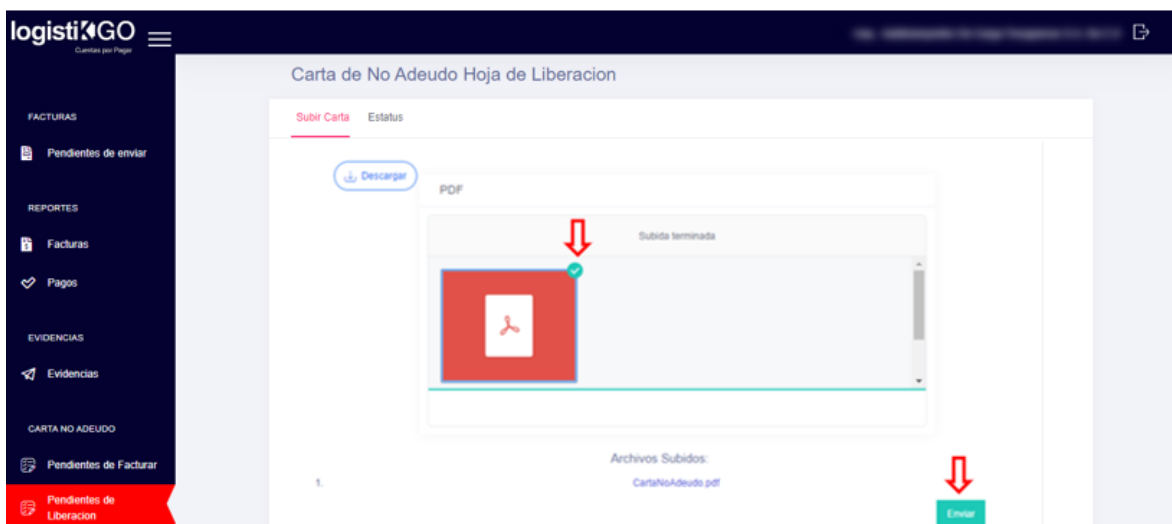 logistiKGO
Cuentas por Pagar
Carta de No Adeudo Hoja de Liberacion
FACTURAS
Pendientes de enviar
REPORTES
Facturas
Pagos
EVIDENCIAS
Evidencias
CARTA NO ADEUDO
Pendientes de Facturar
Pendientes de
Liberacion
Subir Carta Estatus
Descargar
PDF
Subida terminada
Archivos Subidos:
1. CartaNoAdeudo.pdf
Enviar